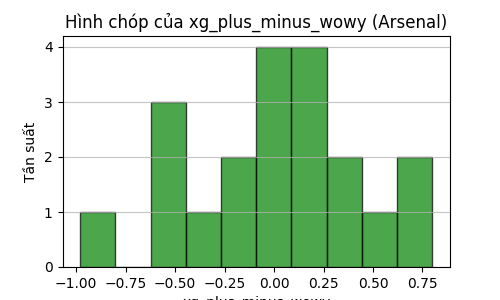 Hình chóp của xg_plus_minus_wowy (Arsenal)
4
3
2
1
0
Tần suất
−1.00 −0.75 −0.50 −0.25 0.00 0.25 0.50 0.75
xg_plus_minus_wowy